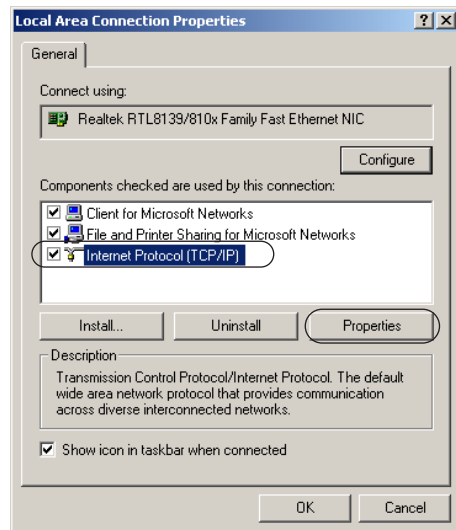 Local Area Connection Properties
General
Connect using:
Realtek RTL8139/810x Family Fast Ethernet NIC
Configure
Components checked are used by this connection:
Client for Microsoft Networks
File and Printer Sharing for Microsoft Networks
Internet Protocol (TCP/IP)
Install... Uninstall Properties
Description
Transmission Control Protocol/Internet Protocol. The default
wide area network protocol that provides communication
across diverse interconnected networks.
Show icon in taskbar when connected
OK Cancel